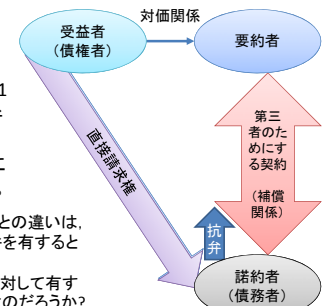 対価関係
受益者
(債権者)
要約者
1
直接請求権
第三
者のた
めにす
る契約
(補償
関係)
との違いは,
件を有すると
抗
弁
対して有す
のだろうか?
諾約者
(債務者)